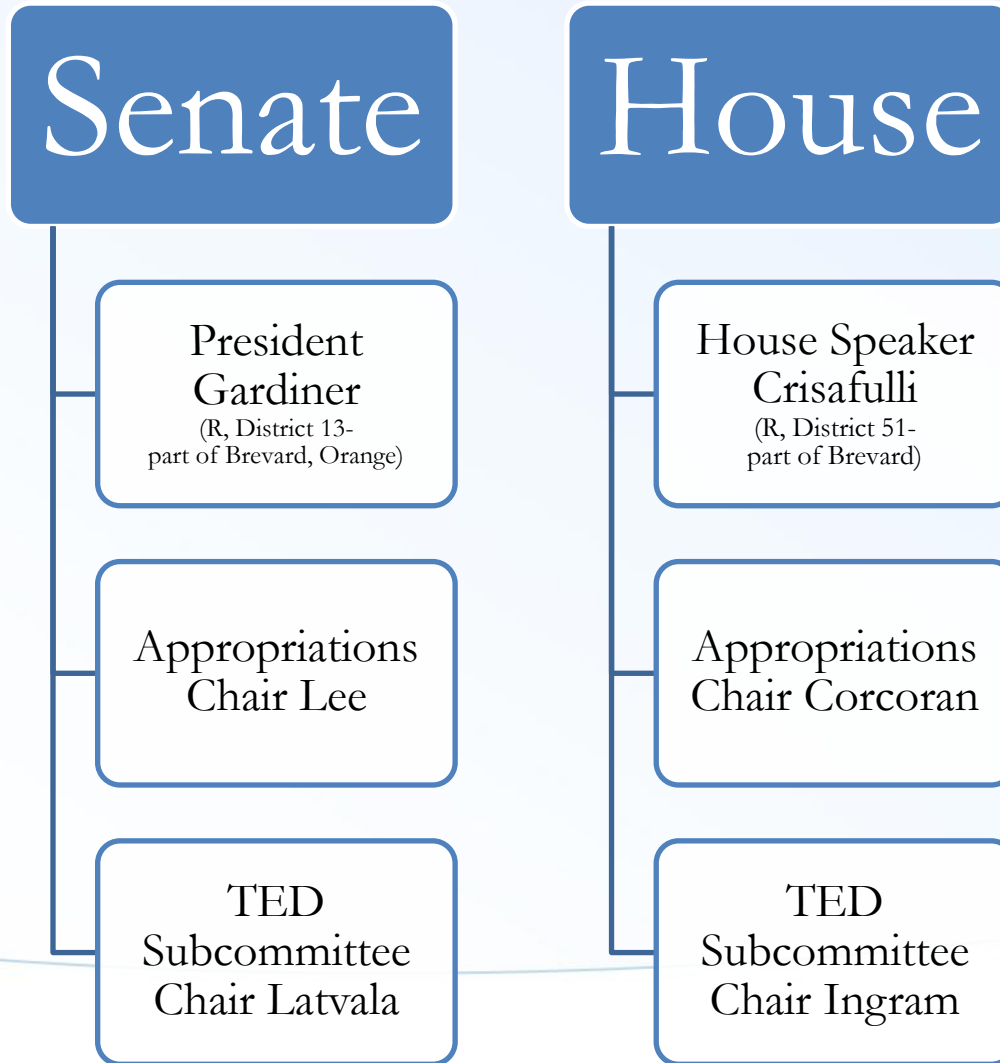 Senate
President
Gardiner
(R, District 13-
part of Brevard, Orange)
Appropriations
Chair Lee
TED
Subcommittee
Chair Latvala
House
House Speaker
Crisafulli
(R, District 51-
part of Brevard)
Appropriations
Chair Corcoran
TED
Subcommittee
Chair Ingram